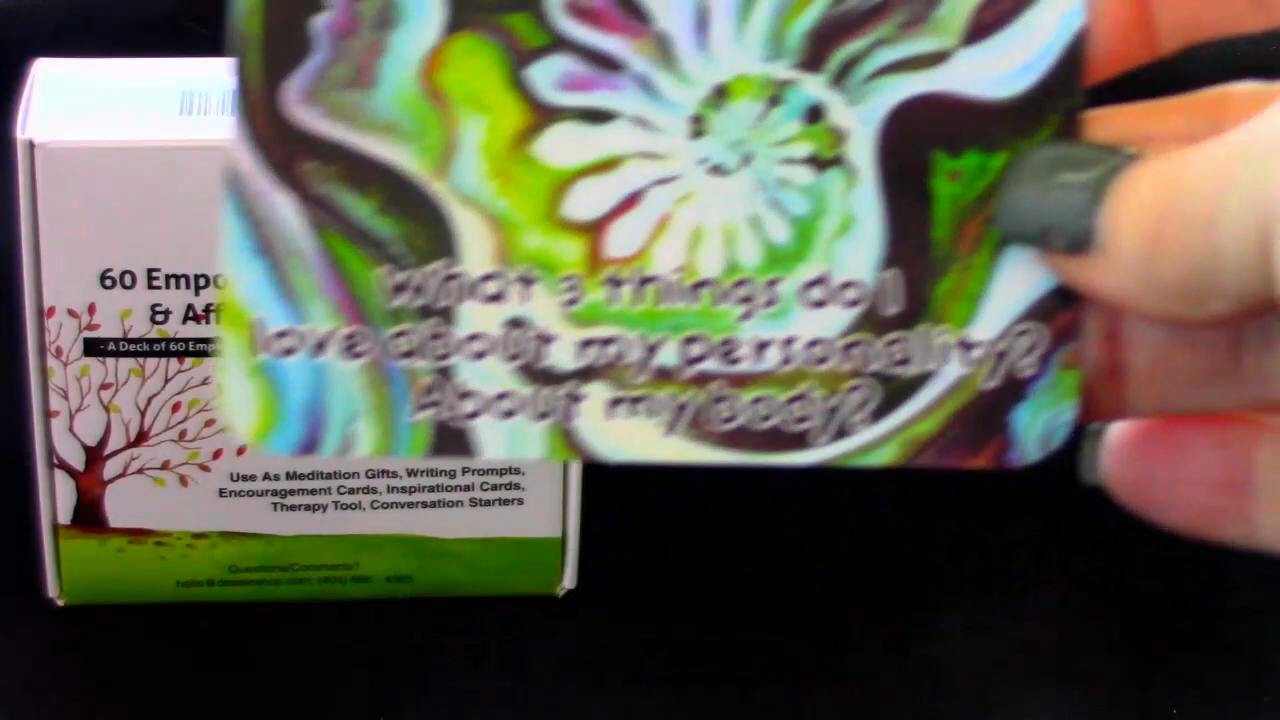 60 Empo
& Aff
- A Deck of 60 Emp
What 3 things do I
love about my personality?
About my body?
Use As Meditation Gifts, Writing Prompts,
Encouragement Cards, Inspirational Cards,
Therapy Tool, Conversation Starters
Questions/Comments?